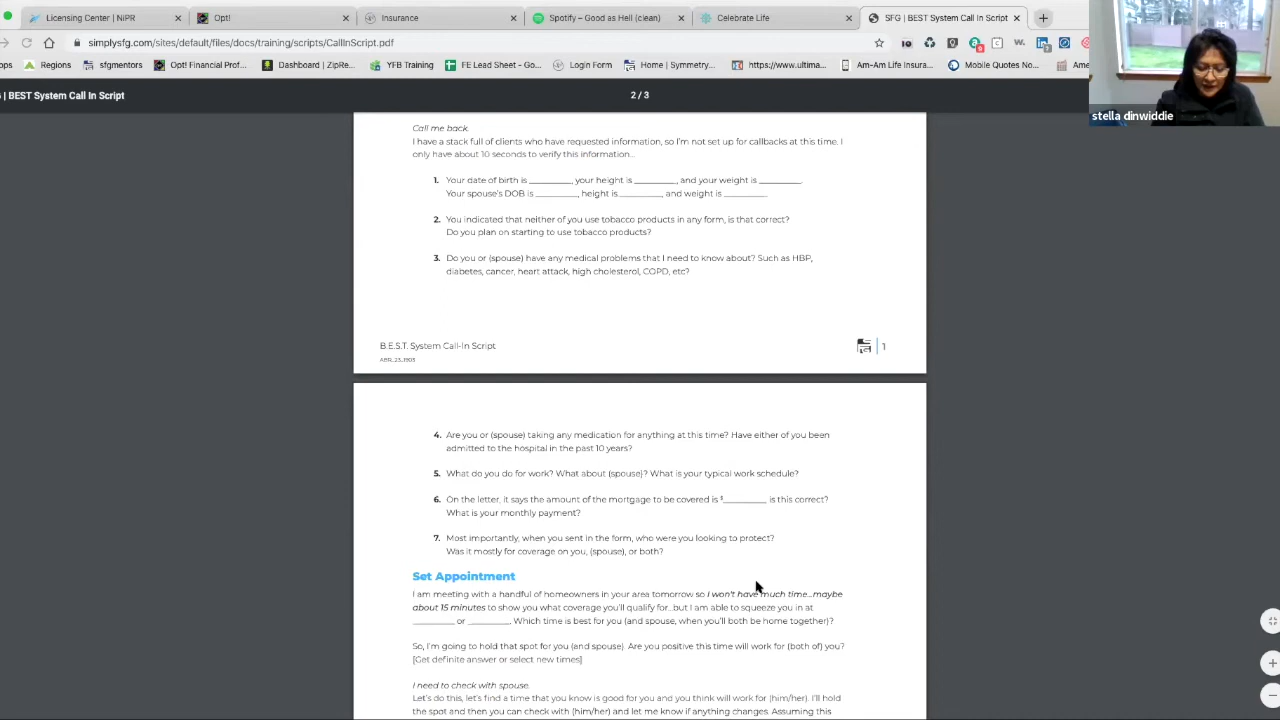 Licensing Center | NIPR
Opt!
Insurance
Spotify – Good as Hell (clean)
Celebrate Life
SFG | BEST System Call In Script
simplysfg.com/sites/default/files/docs/training/scripts/CallInScript.pdf
Regions
sfgmentors
Opt! Financial Prof...
Dashboard | ZipRe...
YFB Training
FE Lead Sheet - Go...
Login Form
Home | Symmetry...
https://www.ultima...
Am-Am Life Insura...
Mobile Quotes No...
Ame
| BEST System Call In Script
2 / 3
stella dinwiddie
Call me back.
I have a stack full of clients who have requested information, so I'm not set up for callbacks at this time. I
only have about 10 seconds to verify this information...
1. Your date of birth is ________, your height is ________, and your weight is ________.
Your spouse's DOB is ________, height is ________, and weight is ________.
2. You indicated that neither of you use tobacco products in any form, is that correct?
Do you plan on starting to use tobacco products?
3. Do you or (spouse) have any medical problems that I need to know about? Such as HBP,
diabetes, cancer, heart attack, high cholesterol, COPD, etc?
B.E.S.T. System Call-In Script
1
4. Are you or (spouse) taking any medication for anything at this time? Have either of you been
admitted to the hospital in the past 10 years?
5. What do you do for work? What about (spouse)? What is your typical work schedule?
6. On the letter, it says the amount of the mortgage to be covered is $________ is this correct?
What is your monthly payment?
7. Most importantly, when you sent in the form, who were you looking to protect?
Was it mostly for coverage on you, (spouse), or both?
Set Appointment
I am meeting with a handful of homeowners in your area tomorrow so I won't have much time...maybe
about 15 minutes to show you what coverage you'll qualify for...but I am able to squeeze you in at
________ or ________. Which time is best for you (and spouse, when you'll both be home together)?
So, I'm going to hold that spot for you (and spouse). Are you positive this time will work for (both of) you?
[Get definite answer or select new times]
I need to check with spouse.
Let's do this, let's find a time that you know is good for you and you think will work for (him/her). I'll hold
the spot and then you can check with (him/her) and let me know if anything changes. Assuming this